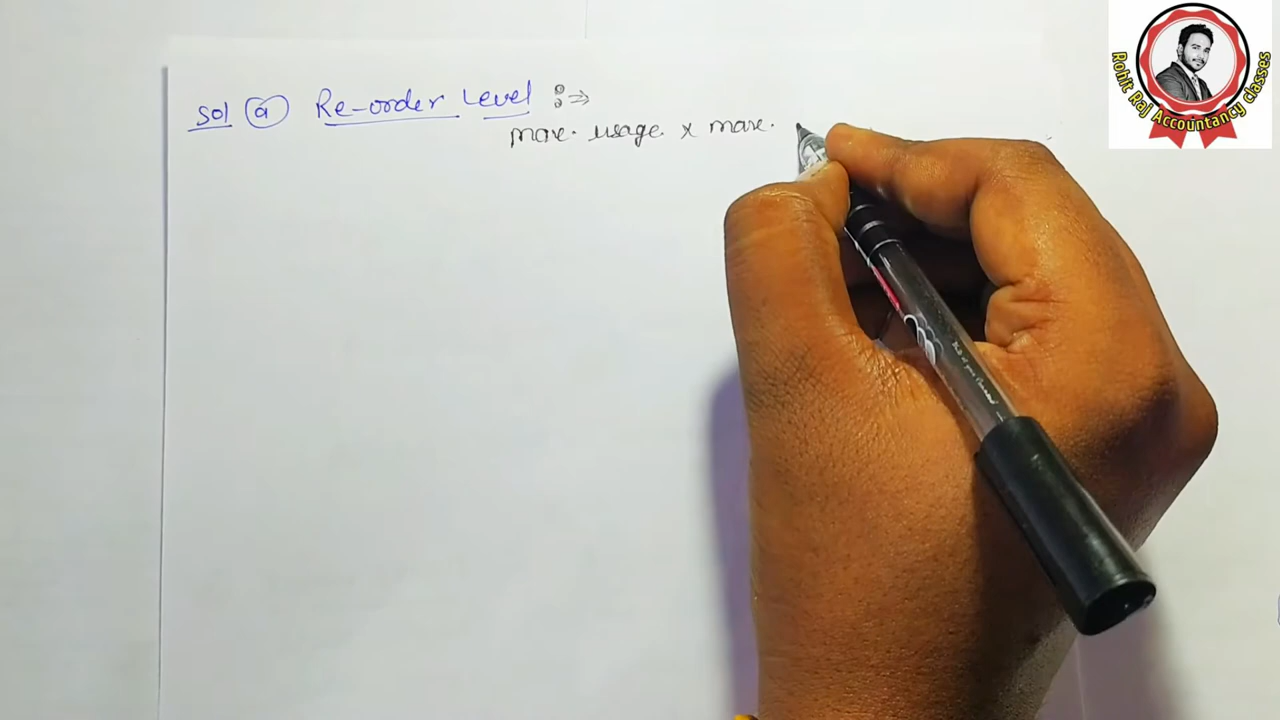 Sol (a) Re-order Level :⇒
max. usage x max.
Rohit Raj Accountancy classes